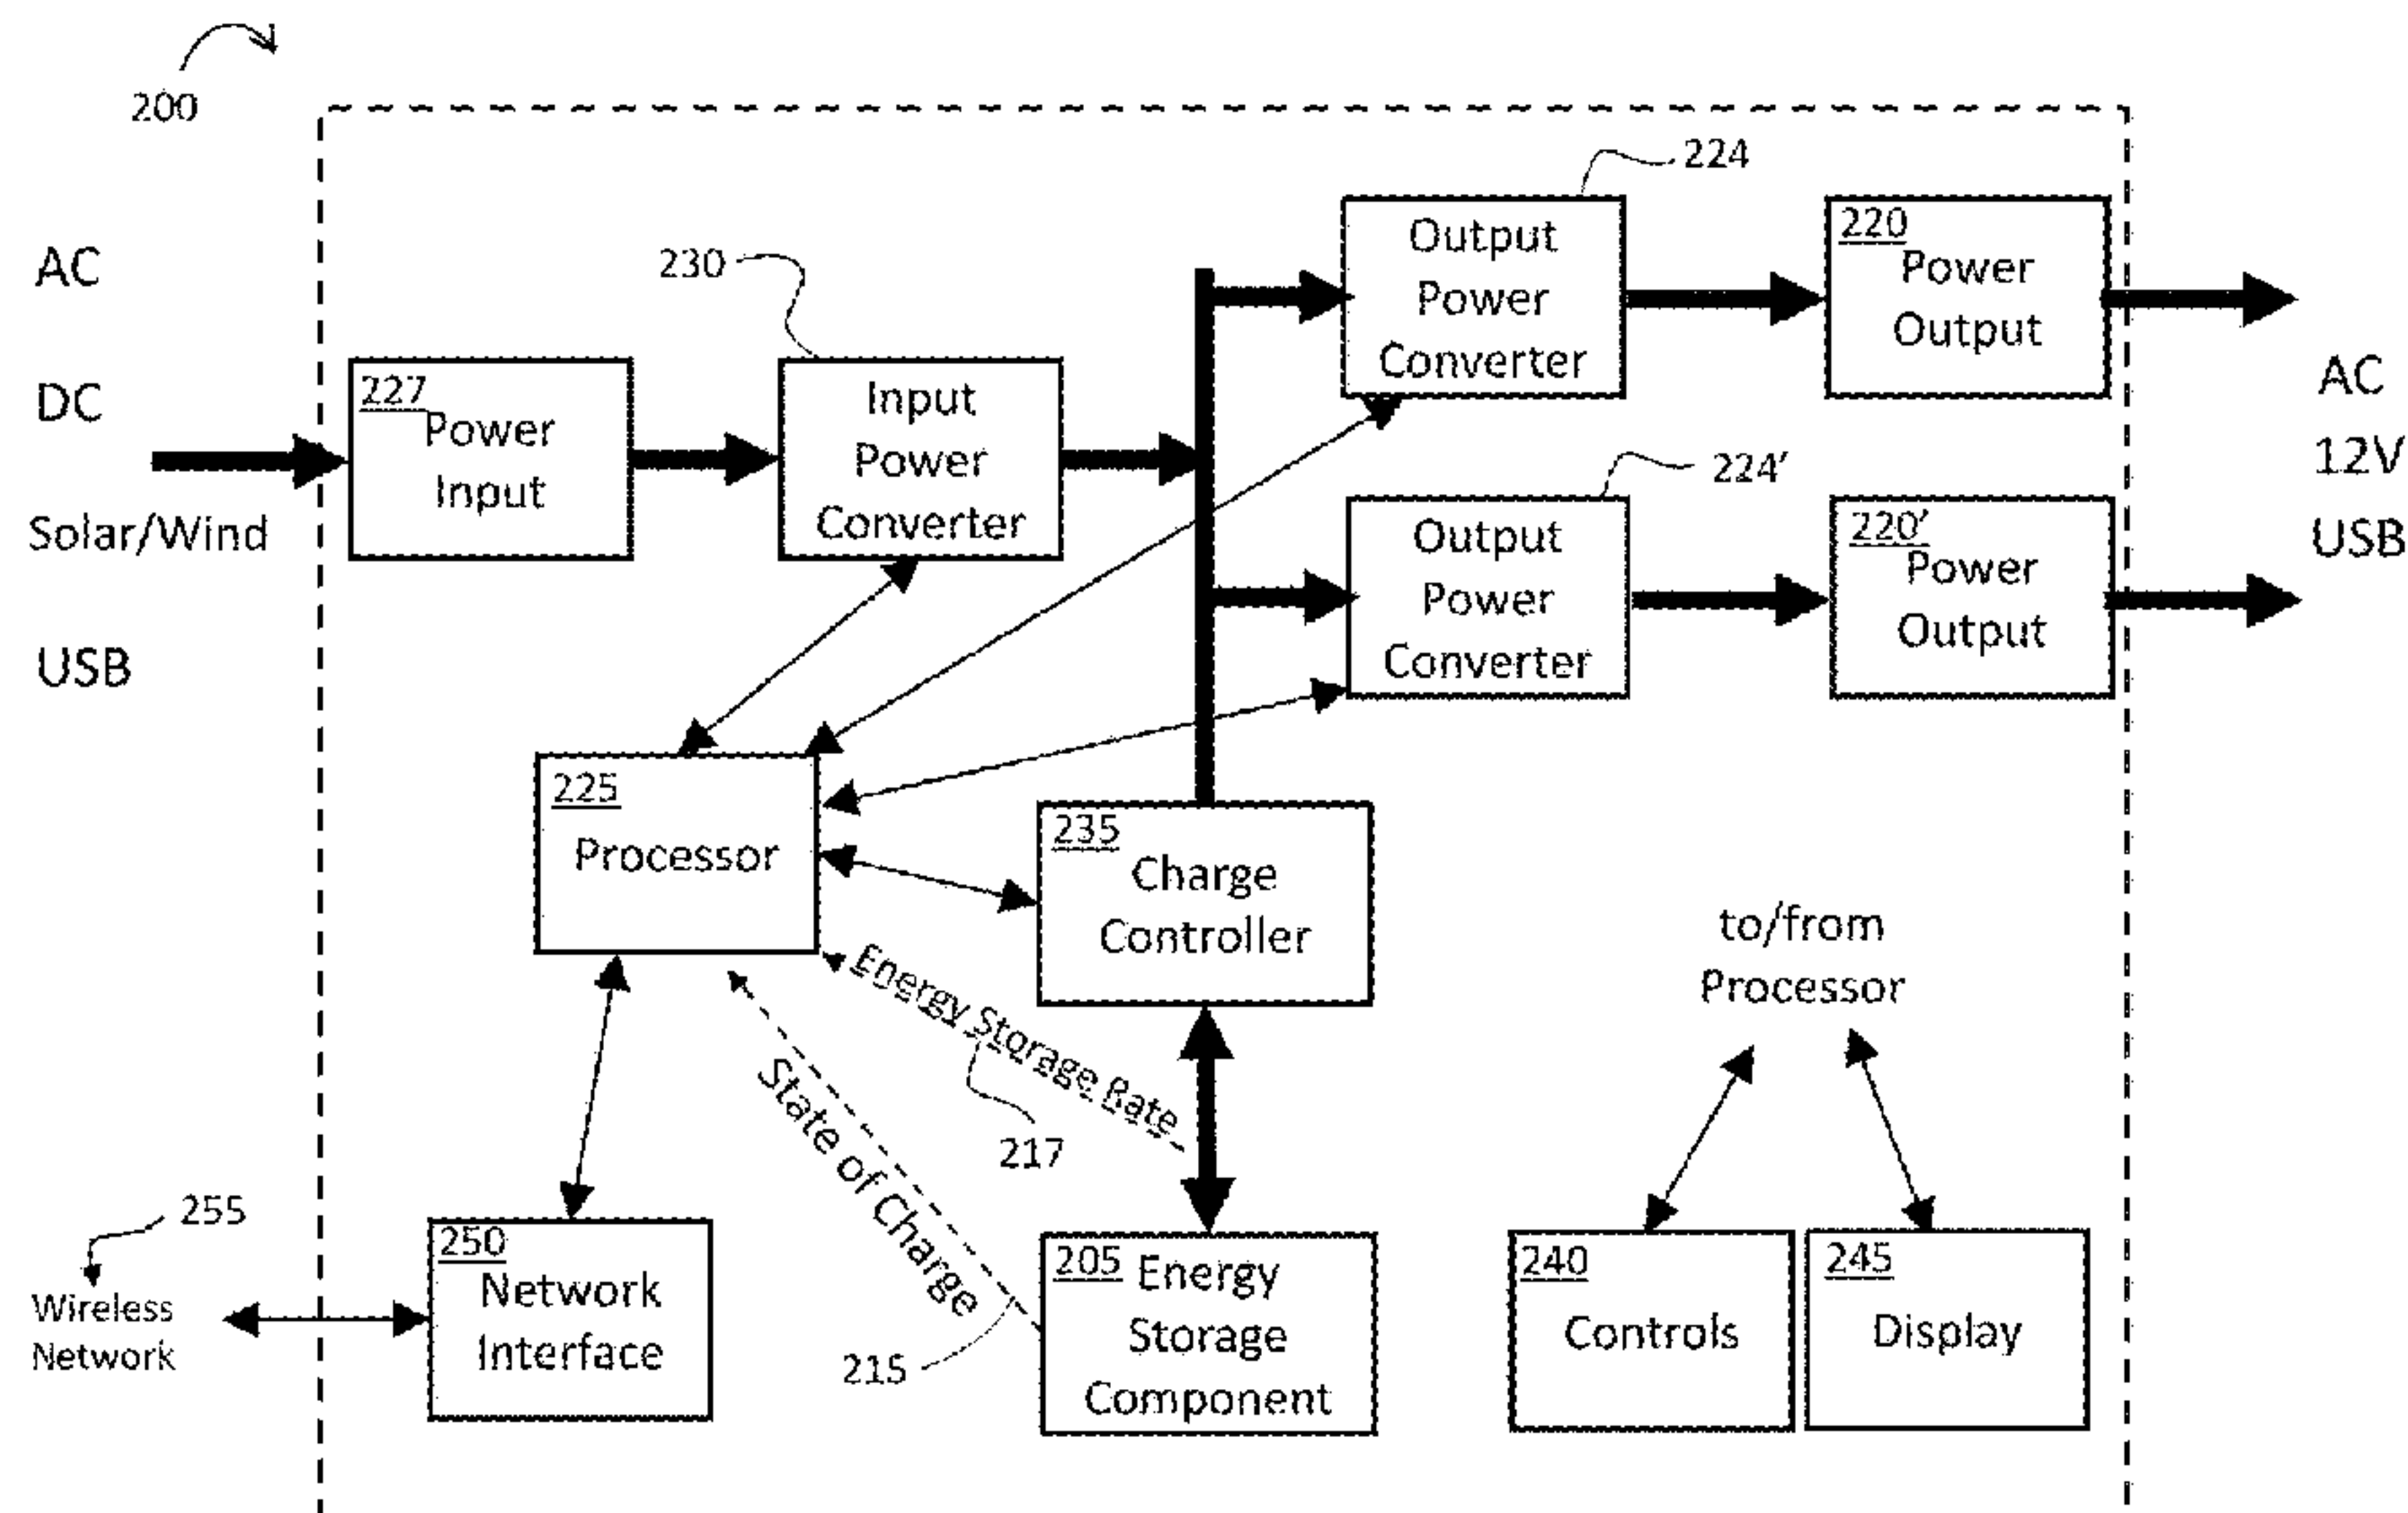 200
224
AC
230
Output
Power
Converter
220
Power
Output
DC
227
Power
Input
Input
Power
Converter
AC
12V
USB
Solar/Wind
224'
Output
Power
Converter
220'
Power
Output
USB
225
Processor
235
Charge
Controller
Energy Storage Rate
217
State of Charge
215
to/from
Processor
255
Wireless
Network
250
Network
Interface
205 Energy
Storage
Component
240
Controls
245
Display